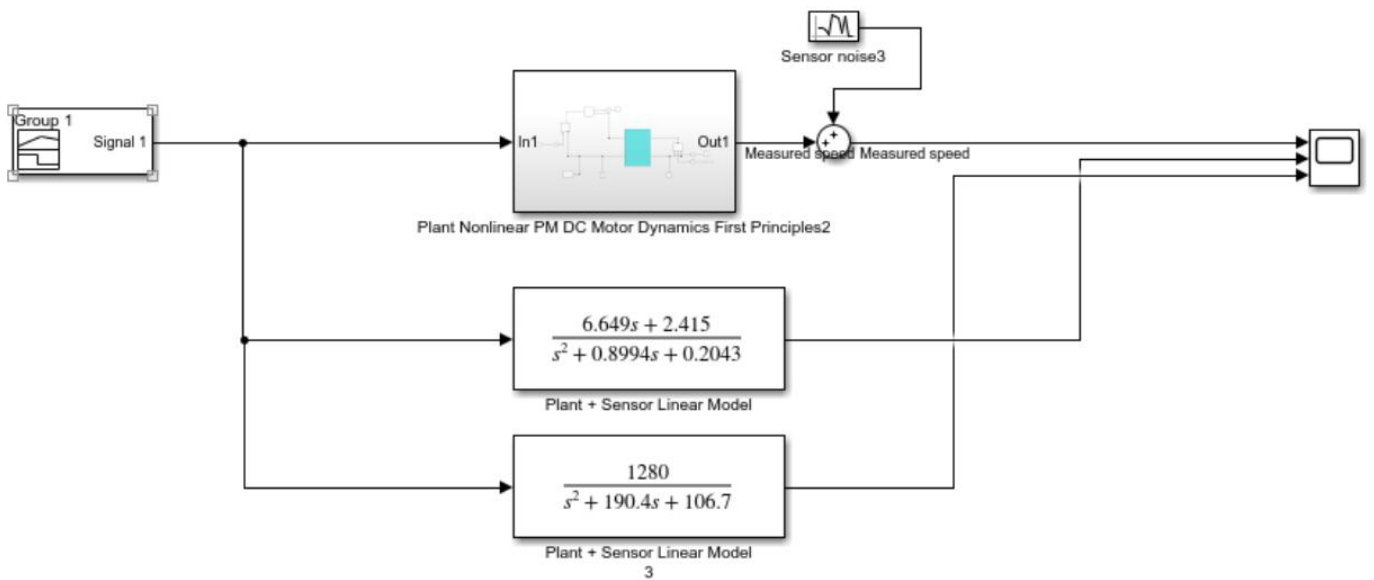 Sensor noise3
Group 1
Signal 1
In1
Out1
Measured speed Measured speed
Plant Nonlinear PM DC Motor Dynamics First Principles2
6.649s + 2.415
s² + 0.8994s + 0.2043
Plant + Sensor Linear Model
1280
s² + 190.4s + 106.7
Plant + Sensor Linear Model
3